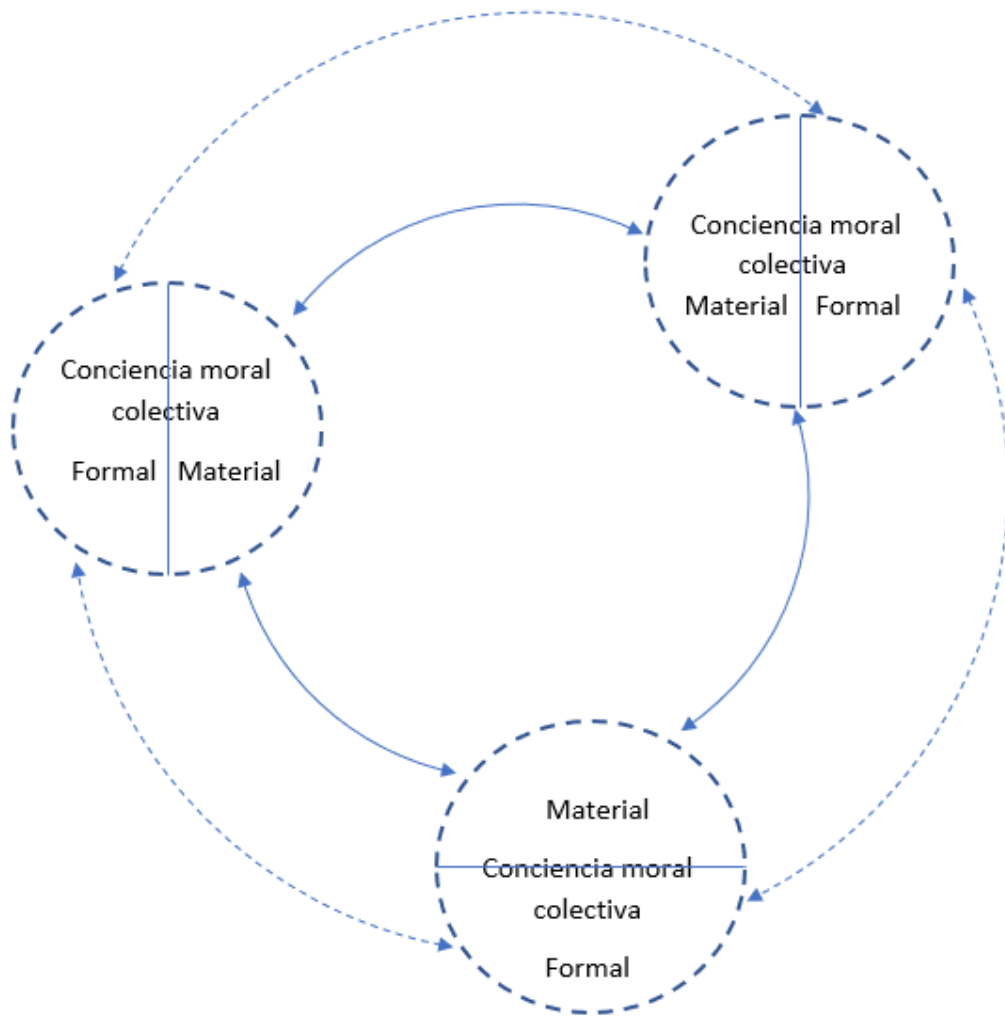 Conciencia moral
colectiva
Material Formal
Conciencia moral
colectiva
Formal Material
Material
Conciencia moral
colectiva
Formal